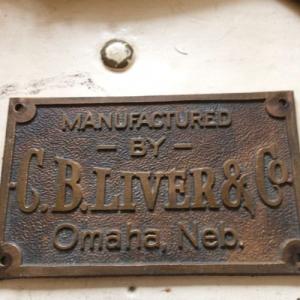 MANUFACTURED
— BY —
C.B. LIVER & Co
Omaha, Neb.